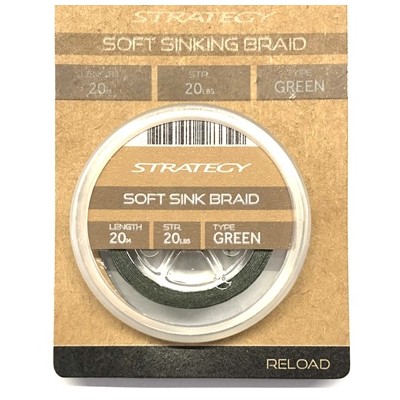 STRATEGY
SOFT SINKING BRAID
LENGTH STR. TYPE
20M 20LBS GREEN
STRATEGY
SOFT SINK BRAID
LENGTH STR. TYPE
20M 20LBS GREEN
RELOAD